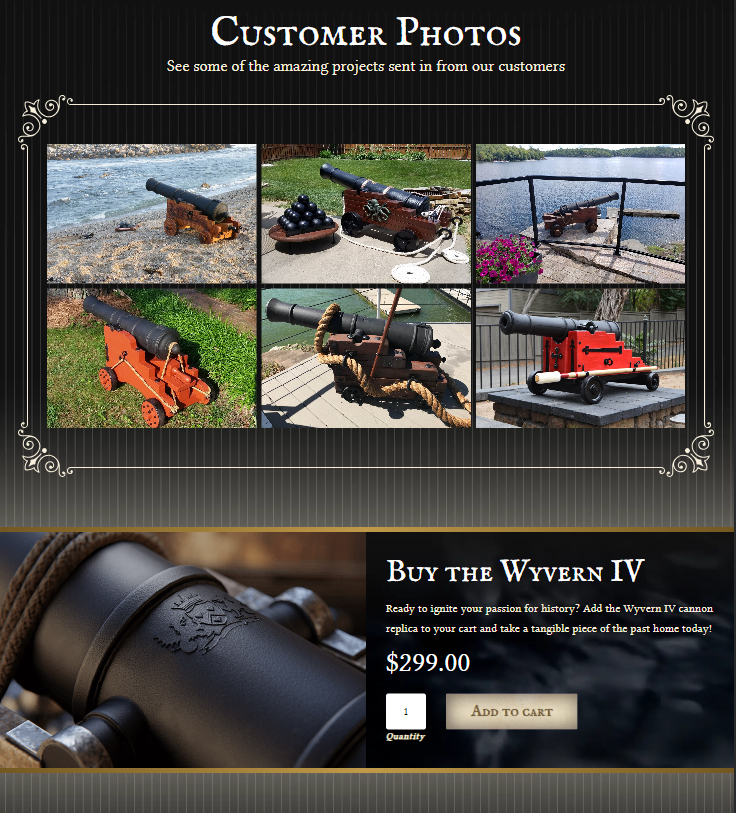 Customer Photos
See some of the amazing projects sent in from our customers
Buy the Wyvern IV
Ready to ignite your passion for history? Add the Wyvern IV cannon
replica to your cart and take a tangible piece of the past home today!
$299.00
1
Add to cart
Quantity